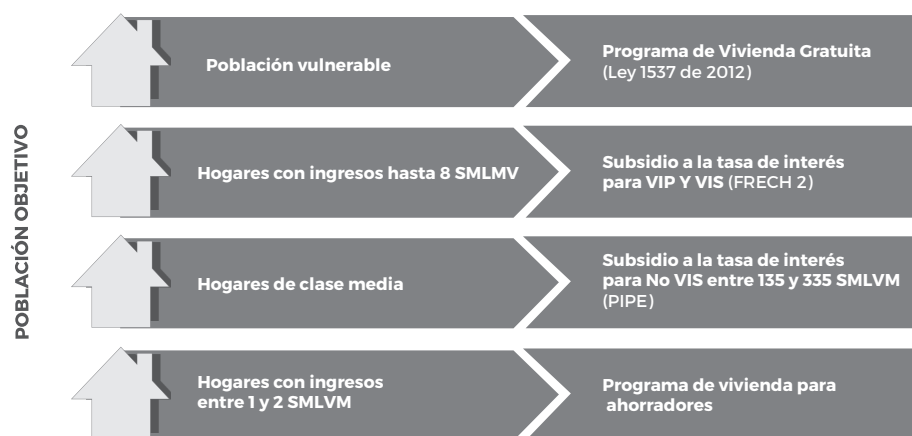 POBLACIÓN OBJETIVO
Población vulnerable
Programa de Vivienda Gratuita
(Ley 1537 de 2012)
Hogares con ingresos hasta 8 SMLMV
Subsidio a la tasa de interés
para VIP Y VIS (FRECH 2)
Hogares de clase media
Subsidio a la tasa de interés
para No VIS entre 135 y 335 SMLVM
(PIPE)
Hogares con ingresos
entre 1 y 2 SMLVM
Programa de vivienda para
ahorradores